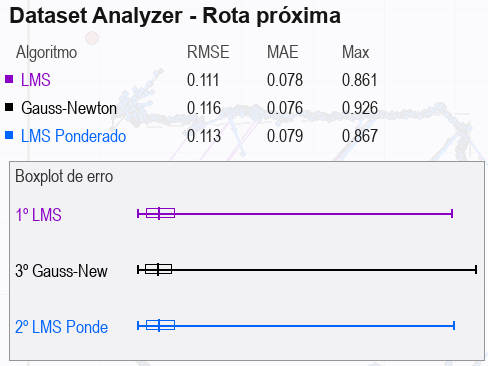 Dataset Analyzer - Rota próxima
Algoritmo RMSE MAE Max
LMS 0.111 0.078 0.861
Gauss-Newton 0.116 0.076 0.926
LMS Ponderado 0.113 0.079 0.867
Boxplot de erro
1º LMS
3º Gauss-New
2º LMS Ponde